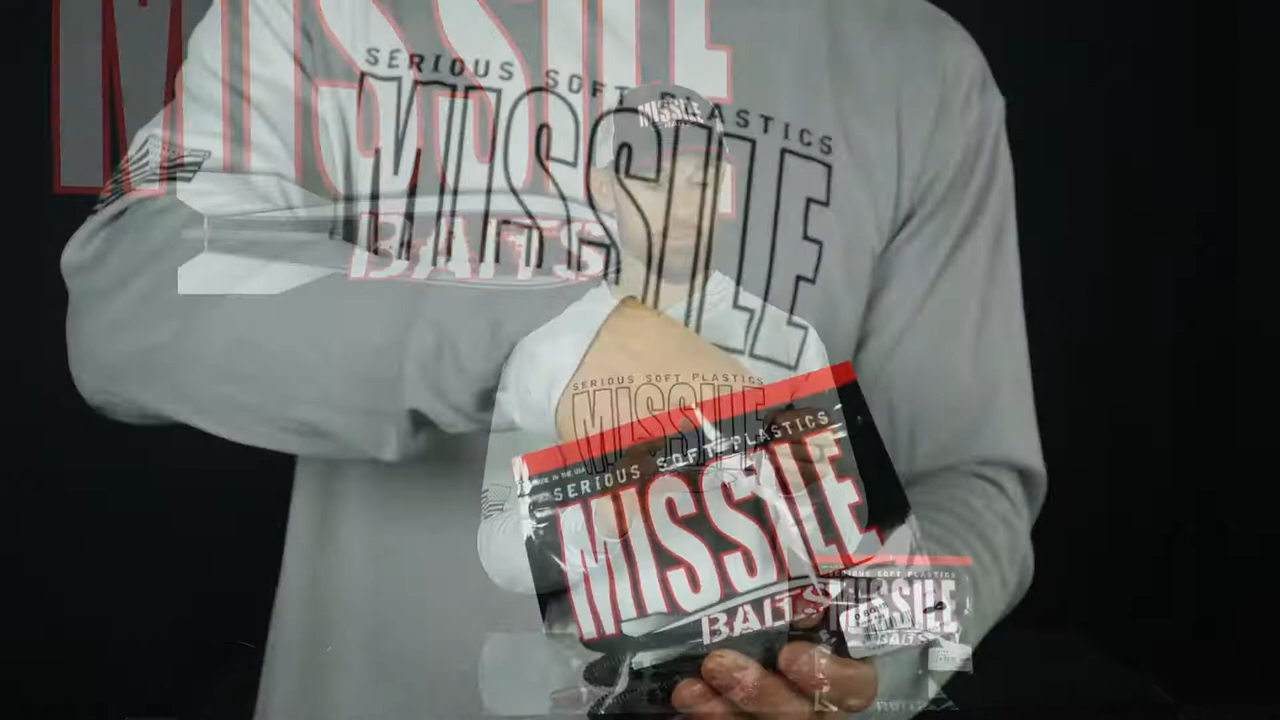 MISSILE
SERIOUS SOFT PLASTICS
MISSILE
MISSILE
BAITS
SERIOUS SOFT PLASTICS
MISSILE
MADE IN THE USA
SERIOUS SOFT PLASTICS
MISSILE
BAITS
SERIOUS SOFT PLASTICS
MISSILE
BAITS